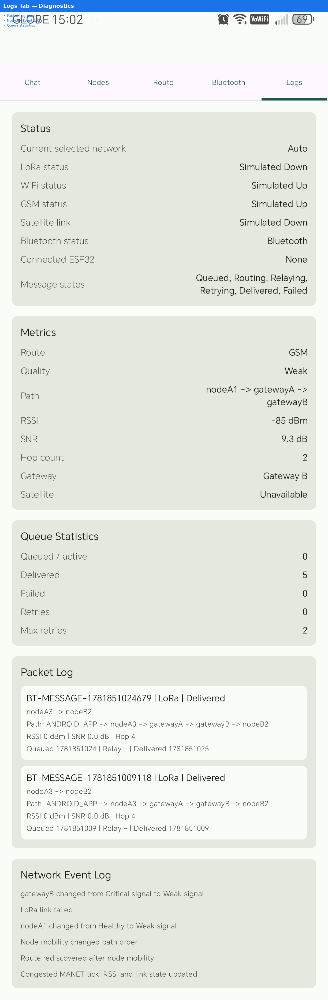 Logs Tab — Diagnostics
• Packet Log panel
• Network Event Log
• Queue statistics
GLOBE 15:02
VoWiFi
69
Chat Nodes Route Bluetooth Logs
Status
Current selected network Auto
LoRa status Simulated Down
WiFi status Simulated Up
GSM status Simulated Up
Satellite link Simulated Down
Bluetooth status Bluetooth
Connected ESP32 None
Message states Queued, Routing, Relaying,
Retrying, Delivered, Failed
Metrics
Route GSM
Quality Weak
Path nodeA1 -> gatewayA ->
gatewayB
RSSI -85 dBm
SNR 9.3 dB
Hop count 2
Gateway Gateway B
Satellite Unavailable
Queue Statistics
Queued / active 0
Delivered 5
Failed 0
Retries 0
Max retries 2
Packet Log
BT-MESSAGE-1781851024679 | LoRa | Delivered
nodeA3 -> nodeB2
Path: ANDROID_APP -> nodeA3 -> gatewayA -> gatewayB -> nodeB2
RSSI 0 dBm | SNR 0.0 dB | Hop 4
Queued 1781851024 | Relay - | Delivered 1781851025
BT-MESSAGE-1781851009118 | LoRa | Delivered
nodeA3 -> nodeB2
Path: ANDROID_APP -> nodeA3 -> gatewayA -> gatewayB -> nodeB2
RSSI 0 dBm | SNR 0.0 dB | Hop 4
Queued 1781851009 | Relay - | Delivered 1781851009
Network Event Log
gatewayB changed from Critical signal to Weak signal
LoRa link failed
nodeA1 changed from Healthy to Weak signal
Node mobility changed path order
Route rediscovered after node mobility
Congested MANET tick: RSSI and link state updated